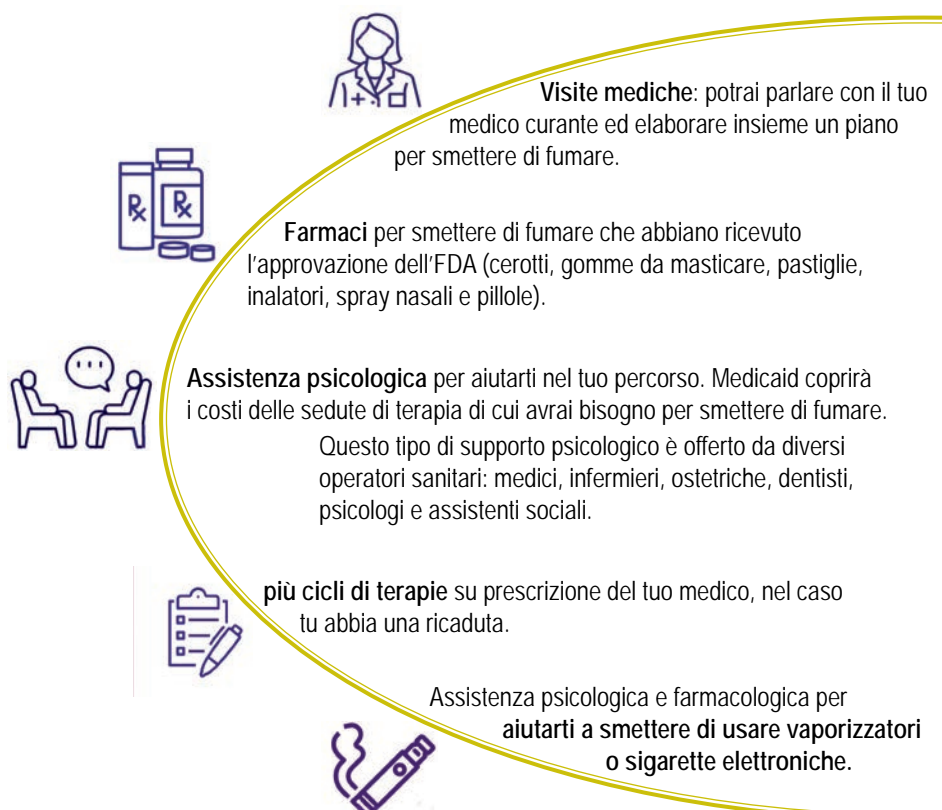 Visite mediche: potrai parlare con il tuo
medico curante ed elaborare insieme un piano
per smettere di fumare.
Rx
Rx
Farmaci per smettere di fumare che abbiano ricevuto
l'approvazione dell'FDA (cerotti, gomme da masticare, pastiglie,
inalatori, spray nasali e pillole).
Assistenza psicologica per aiutarti nel tuo percorso. Medicaid coprirà
i costi delle sedute di terapia di cui avrai bisogno per smettere di fumare.
Questo tipo di supporto psicologico è offerto da diversi
operatori sanitari: medici, infermieri, ostetriche, dentisti,
psicologi e assistenti sociali.
più cicli di terapie su prescrizione del tuo medico, nel caso
tu abbia una ricaduta.
Assistenza psicologica e farmacologica per
aiutarti a smettere di usare vaporizzatori
o sigarette elettroniche.